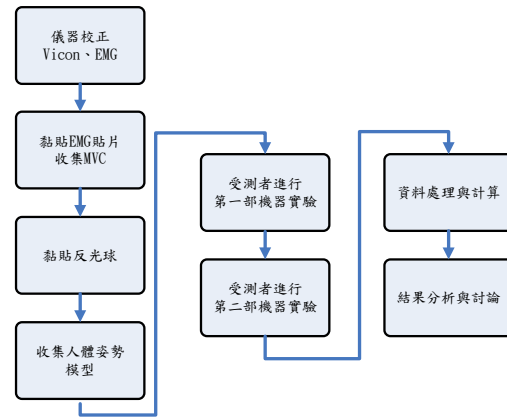 儀器校正
Vicon、EMG
黏貼EMG貼片
收集MVC
黏貼反光球
收集人體姿勢
模型
受測者進行
第一部機器實驗
受測者進行
第二部機器實驗
資料處理與計算
結果分析與討論